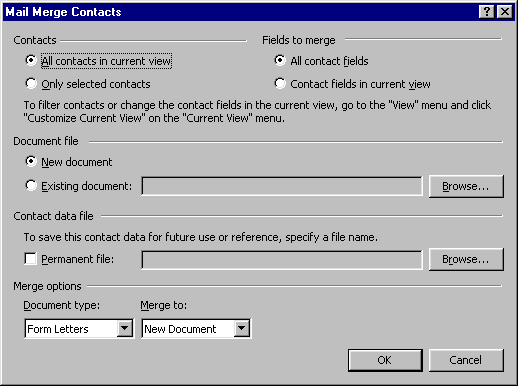 Mail Merge Contacts
Contacts
Fields to merge
All contacts in current view
All contact fields
Only selected contacts
Contact fields in current view
To filter contacts or change the contact fields in the current view, go to the "View" menu and click
"Customize Current View" on the "Current View" menu.
Document file
New document
Existing document:
Browse...
Contact data file
To save this contact data for future use or reference, specify a file name.
Permanent file:
Browse...
Merge options
Document type:
Merge to:
Form Letters
New Document
OK
Cancel